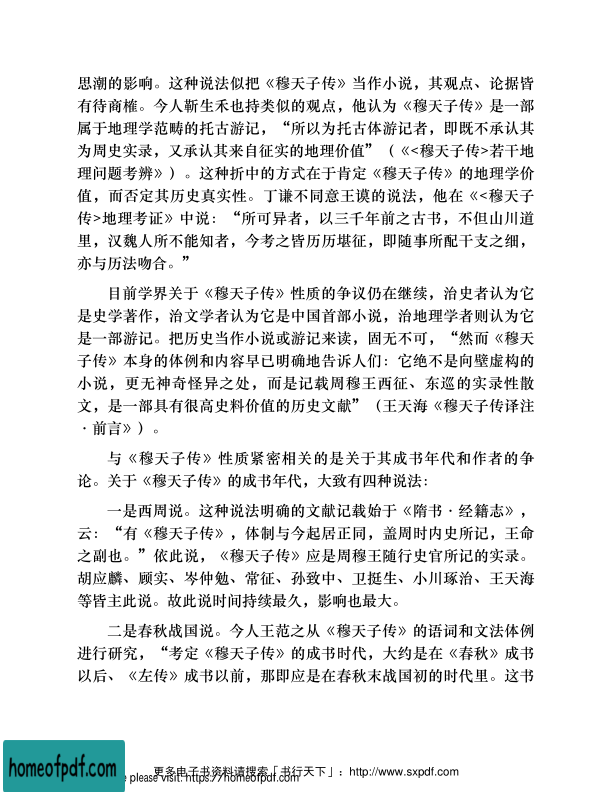 思潮的影响。这种说法似把《穆天子传》当作小说，其观点、论据皆
有待商榷。今人靳生禾也持类似的观点，他认为《穆天子传》是一部
属于地理学范畴的托古游记，“所以为托古体游记者，即既不承认其
为周史实录，又承认其来自征实的地理价值”（《<穆天子传>若干地
理问题考辨》）。这种折中的方式在于肯定《穆天子传》的地理学价
值，而否定其历史真实性。丁谦不同意王谟的说法，他在《<穆天子
传>地理考证》中说：“所可异者，以三千年前之古书，不但山川道
里，汉魏人所不能知者，今考之皆历历堪征，即随事所配干支之细，
亦与历法吻合。”
目前学界关于《穆天子传》性质的争议仍在继续，治史者认为它
是史学著作，治文学者认为它是中国首部小说，治地理学者则认为它
是一部游记。把历史当作小说或游记来读，固无不可，“然而《穆天
子传》本身的体例和内容早已明确地告诉人们：它绝不是向壁虚构的
小说，更无神奇怪异之处，而是记载周穆王西征、东巡的实录性散
文，是一部具有很高史料价值的历史文献”（王天海《穆天子传译注
·前言》）。
与《穆天子传》性质紧密相关的是关于其成书年代和作者的争
论。关于《穆天子传》的成书年代，大致有四种说法：
一是西周说。这种说法明确的文献记载始于《隋书·经籍志》，
云：“有《穆天子传》，体制与今起居正同，盖周时内史所记，王命
之副也。”依此说，《穆天子传》应是周穆王随行史官所记的实录。
胡应麟、顾实、岑仲勉、常征、孙致中、卫挺生、小川琢治、王天海
等皆主此说。故此说时间持续最久，影响也最大。
二是春秋战国说。今人王范之从《穆天子传》的语词和文法体例
进行研究，“考定《穆天子传》的成书时代，大约是在《春秋》成书
以后、《左传》成书以前，那即应是在春秋末战国初的时代里。这书
更多电子书资料请搜索「书行天下」：http://www.sxpdf.com
homeofpdf.com
e please visit: https://homeofpdf.com